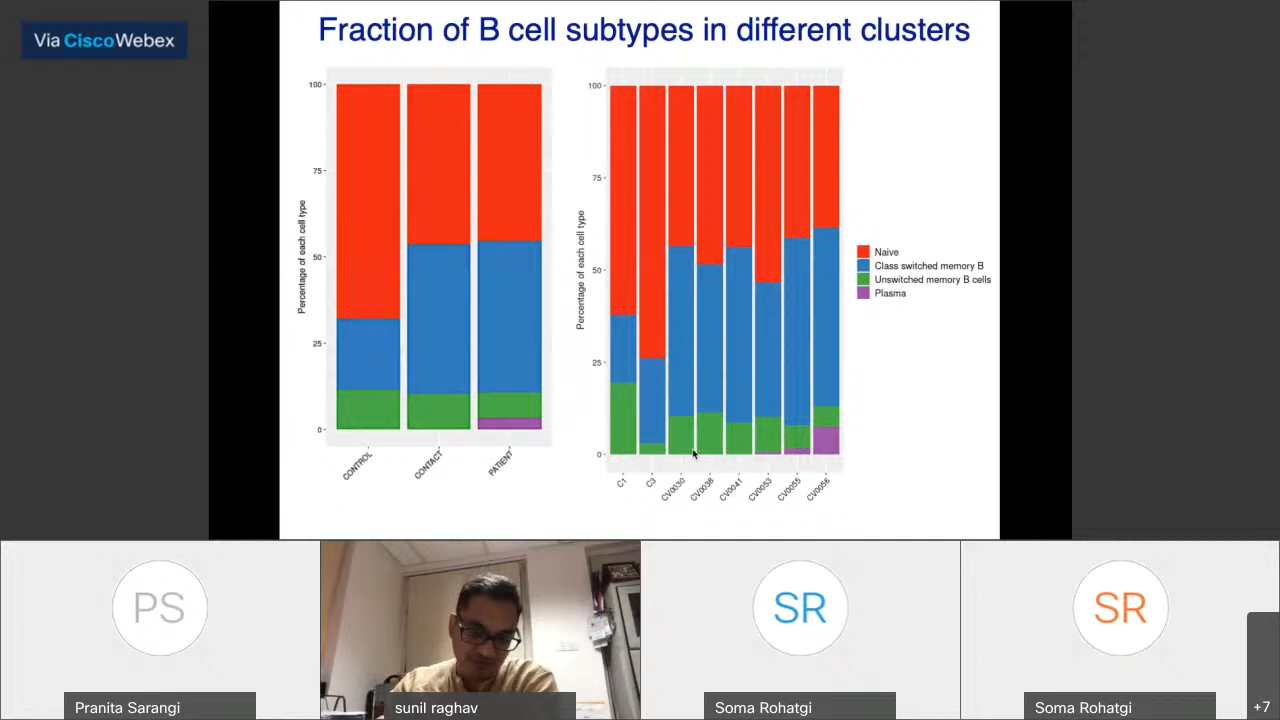 Via Cisco Webex
Fraction of B cell subtypes in different clusters
Percentage of each cell type
100
75
50
25
0
CONTROL
CONTACT
PATIENT
Percentage of each cell type
100
75
50
25
0
C1
C3
CV0030
CV0038
CV0041
CV0053
CV0055
CV0056
Naive
Class switched memory B
Unswitched memory B cells
Plasma
PS
SR
SR
Pranita Sarangi
sunil raghav
Soma Rohatgi
Soma Rohatgi
+7